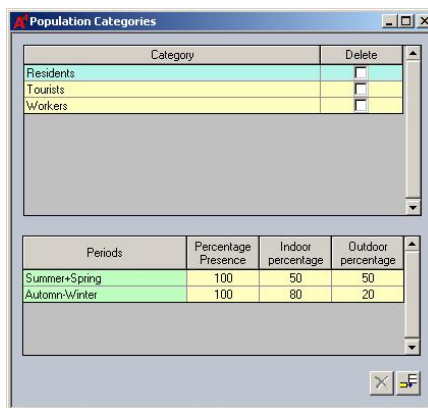 Population Categories
Category Delete
Residents
Tourists
Workers
Periods Percentage Presence Indoor percentage Outdoor percentage
Summer+Spring 100 50 50
Automn-Winter 100 80 20